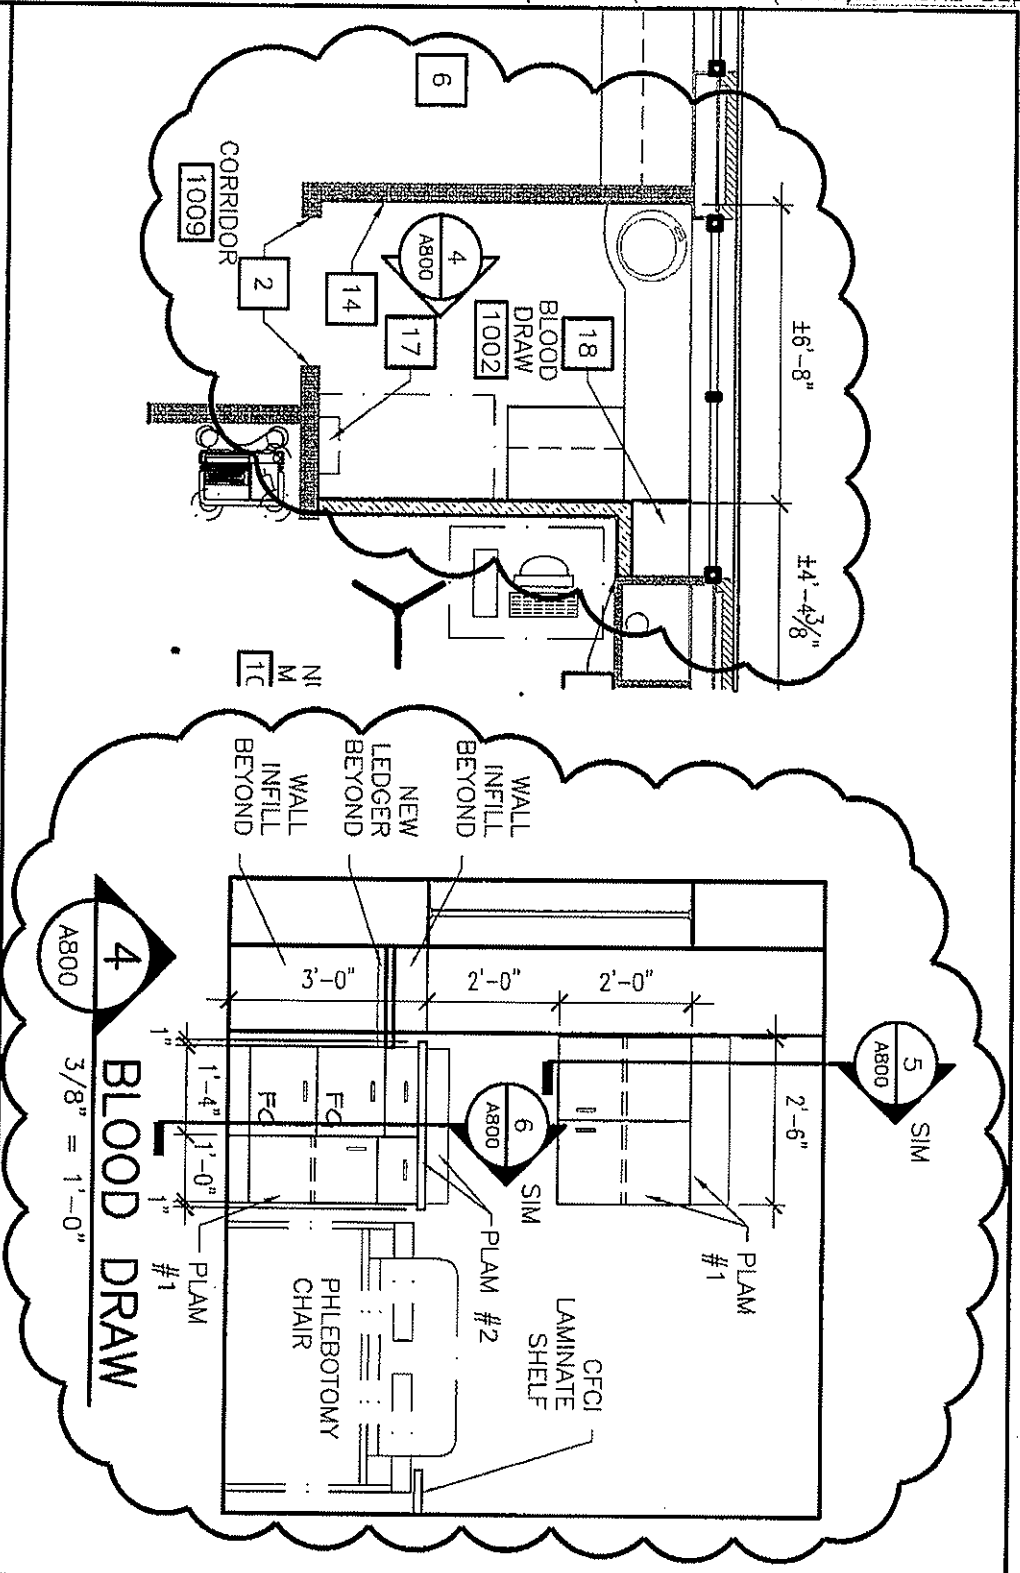 6
CORRIDOR
1009
2
14
4
A800
17
BLOOD
DRAW
1002
18
±6'-8"
±4'-4 3/8"
NU
M
10
WALL
INFILL
BEYOND
NEW
LEDGER
BEYOND
WALL
INFILL
BEYOND
3'-0"
2'-0"
2'-0"
5
A800
SIM
2'-6"
6
A800
SIM
PLAM
#1
PLAM #2
FC
FC
1"
1'-4"
1'-0"
1"
PLAM
#1
PHLEBOTOMY
CHAIR
CFCI
LAMINATE
SHELF
4
A800
BLOOD DRAW
3/8" = 1'-0"